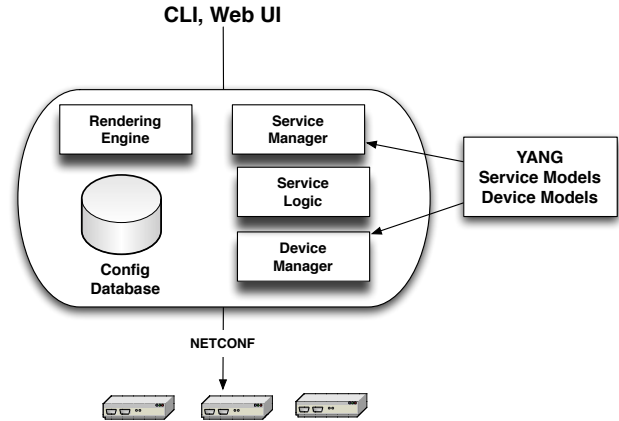 CLI, Web UI
Rendering
Engine
Service
Manager
YANG
Service Models
Device Models
Service
Logic
Device
Manager
Config
Database
NETCONF